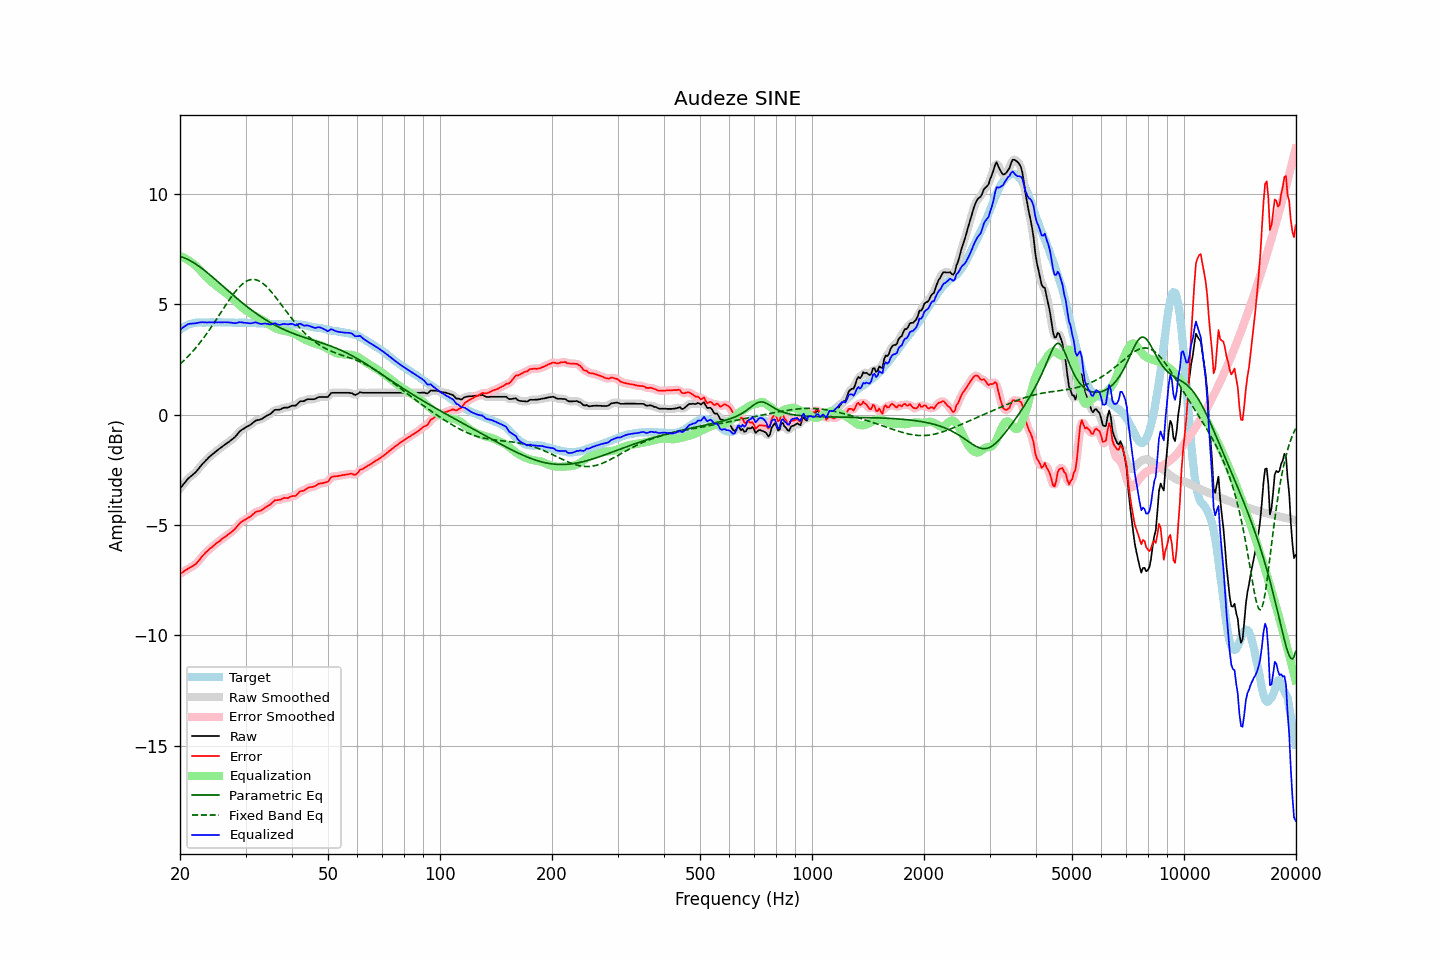 Audeze SINE
Amplitude (dBr)
10
5
0
−5
−10
−15
Target
Raw Smoothed
Error Smoothed
Raw
Error
Equalization
Parametric Eq
Fixed Band Eq
Equalized
20 50 100 200 500 1000 2000 5000 10000 20000
Frequency (Hz)